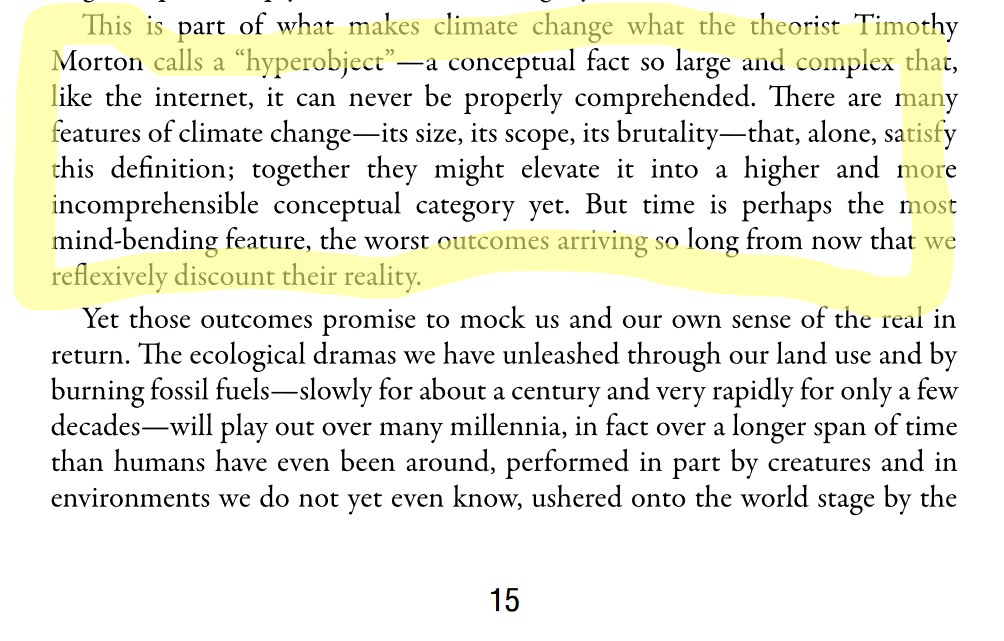 This is part of what makes climate change what the theorist Timothy
Morton calls a “hyperobject”—a conceptual fact so large and complex that,
like the internet, it can never be properly comprehended. There are many
features of climate change—its size, its scope, its brutality—that, alone, satisfy
this definition; together they might elevate it into a higher and more
incomprehensible conceptual category yet. But time is perhaps the most
mind-bending feature, the worst outcomes arriving so long from now that we
reflexively discount their reality.
Yet those outcomes promise to mock us and our own sense of the real in
return. The ecological dramas we have unleashed through our land use and by
burning fossil fuels—slowly for about a century and very rapidly for only a few
decades—will play out over many millennia, in fact over a longer span of time
than humans have even been around, performed in part by creatures and in
environments we do not yet even know, ushered onto the world stage by the
15